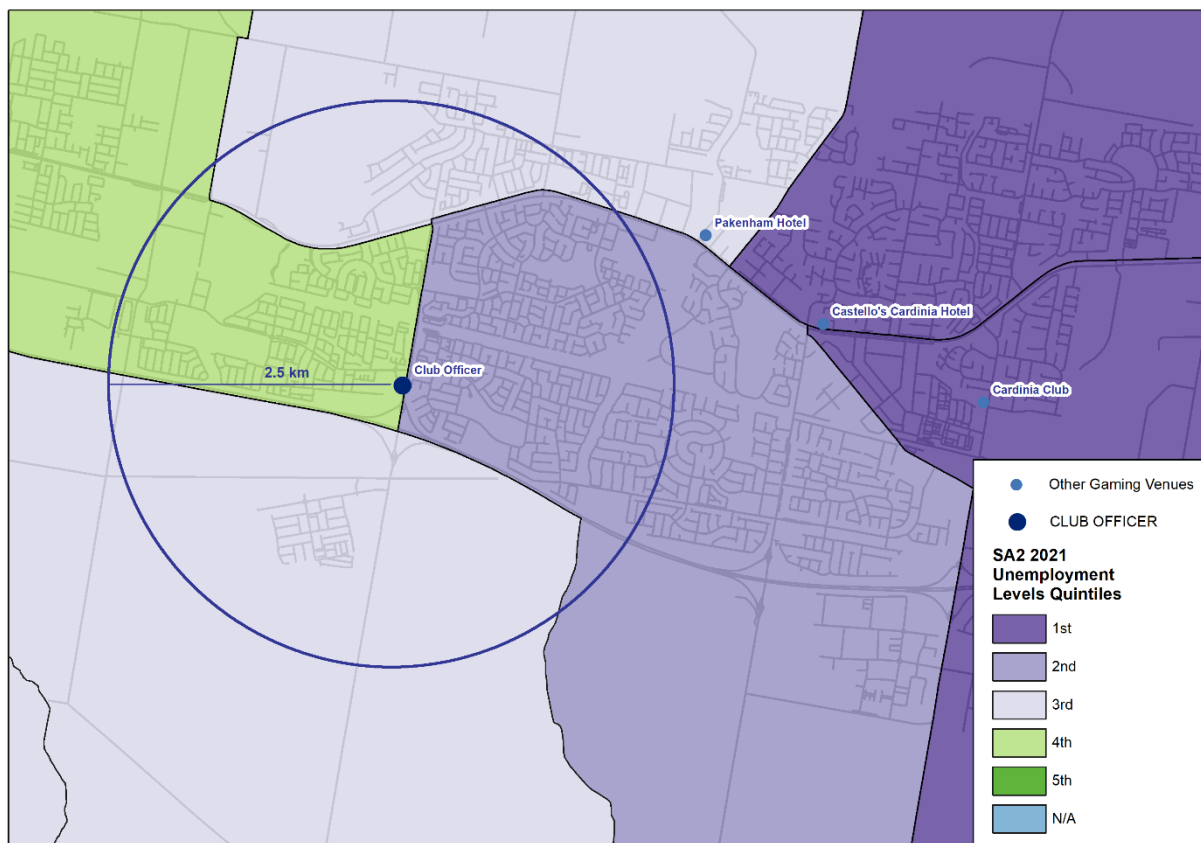 Pakenham Hotel
Castello's Cardinia Hotel
2.5 km
Club Officer
Cardinia Club
Other Gaming Venues
CLUB OFFICER
SA2 2021
Unemployment
Levels Quintiles
1st
2nd
3rd
4th
5th
N/A